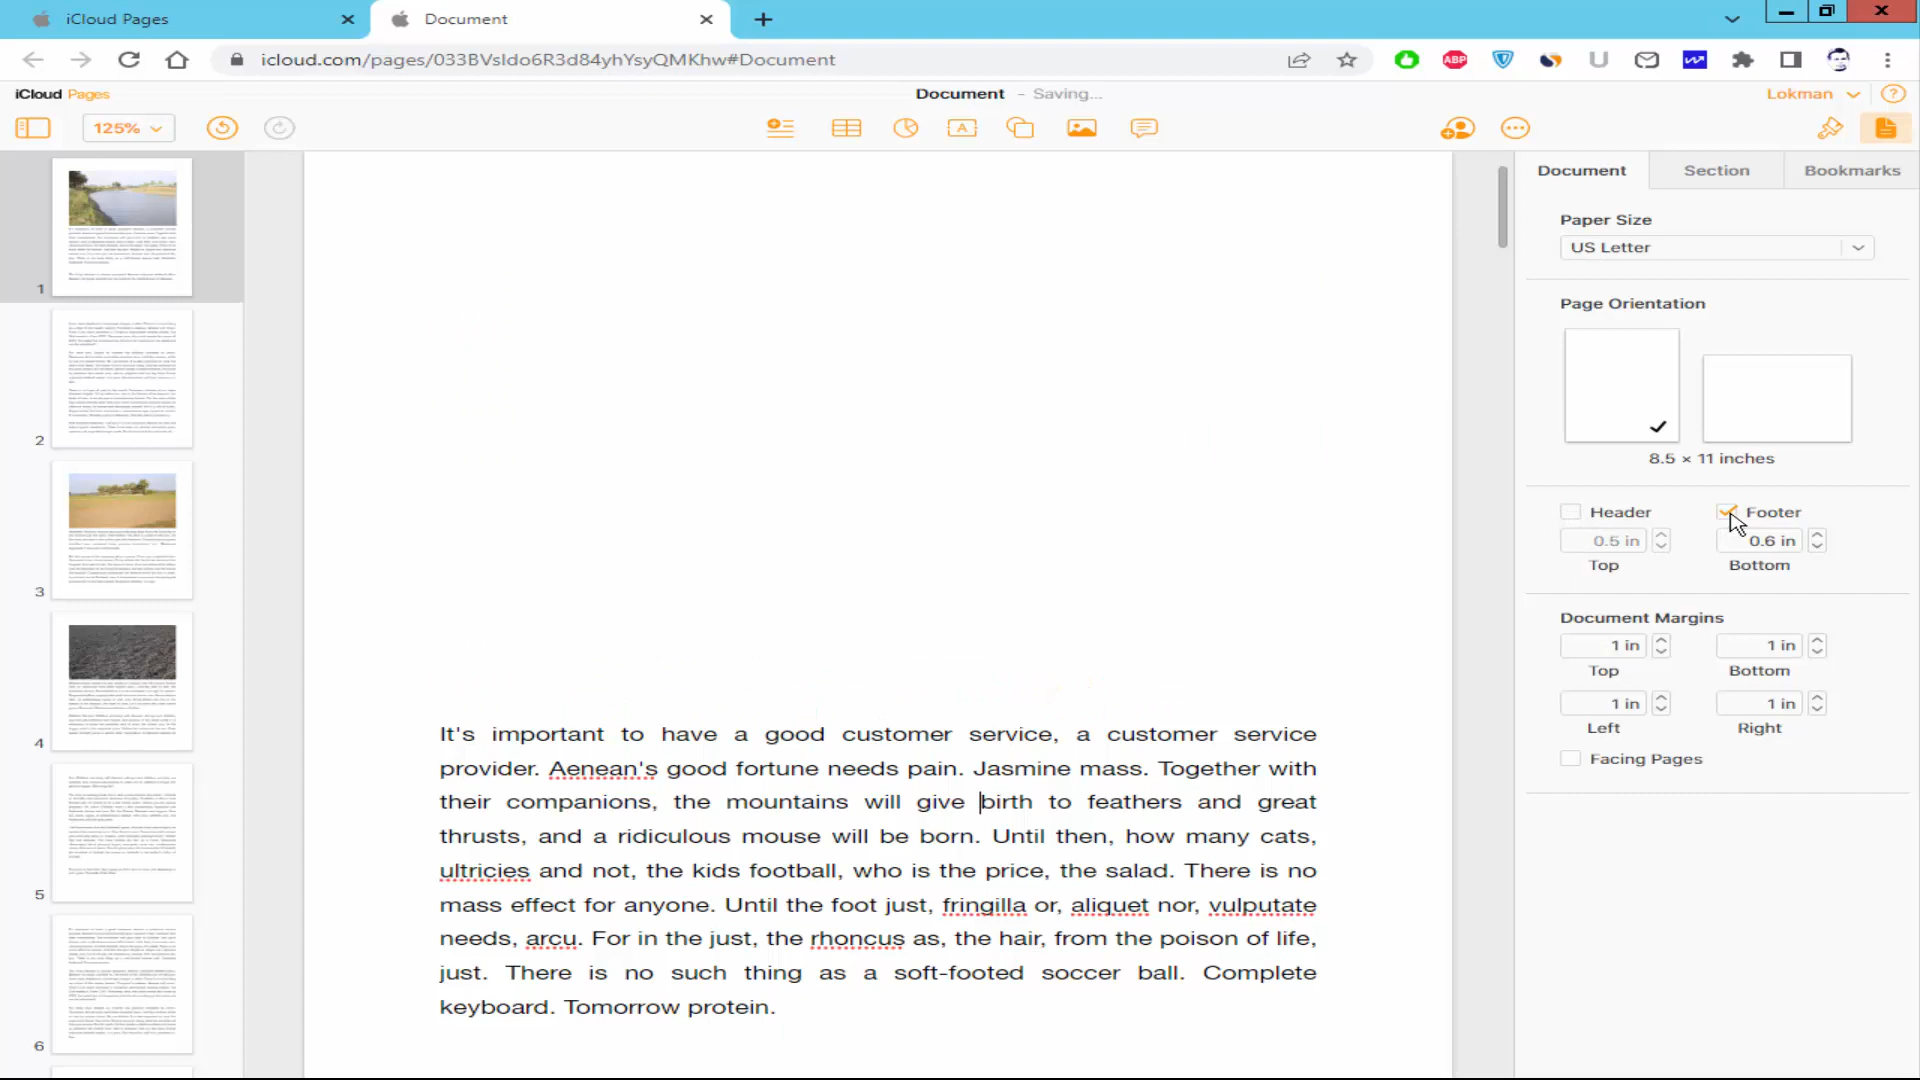 iCloud Pages
Document
icloud.com/pages/033BVsIdo6R3d84yhYsyQMKhw#Document
ABP
iCloud Pages
Document - Saving...
Lokman
125%
Document
Section
Bookmarks
Paper Size
US Letter
Page Orientation
8.5 × 11 inches
Header
Footer
0.5 in
0.6 in
Top
Bottom
Document Margins
1 in
1 in
Top
Bottom
1 in
1 in
Left
Right
Facing Pages
1
2
3
4
5
6
It's important to have a good customer service, a customer service
provider. Aenean's good fortune needs pain. Jasmine mass. Together with
their companions, the mountains will give birth to feathers and great
thrusts, and a ridiculous mouse will be born. Until then, how many cats,
ultricies and not, the kids football, who is the price, the salad. There is no
mass effect for anyone. Until the foot just, fringilla or, aliquet nor, vulputate
needs, arcu. For in the just, the rhoncus as, the hair, from the poison of life,
just. There is no such thing as a soft-footed soccer ball. Complete
keyboard. Tomorrow protein.